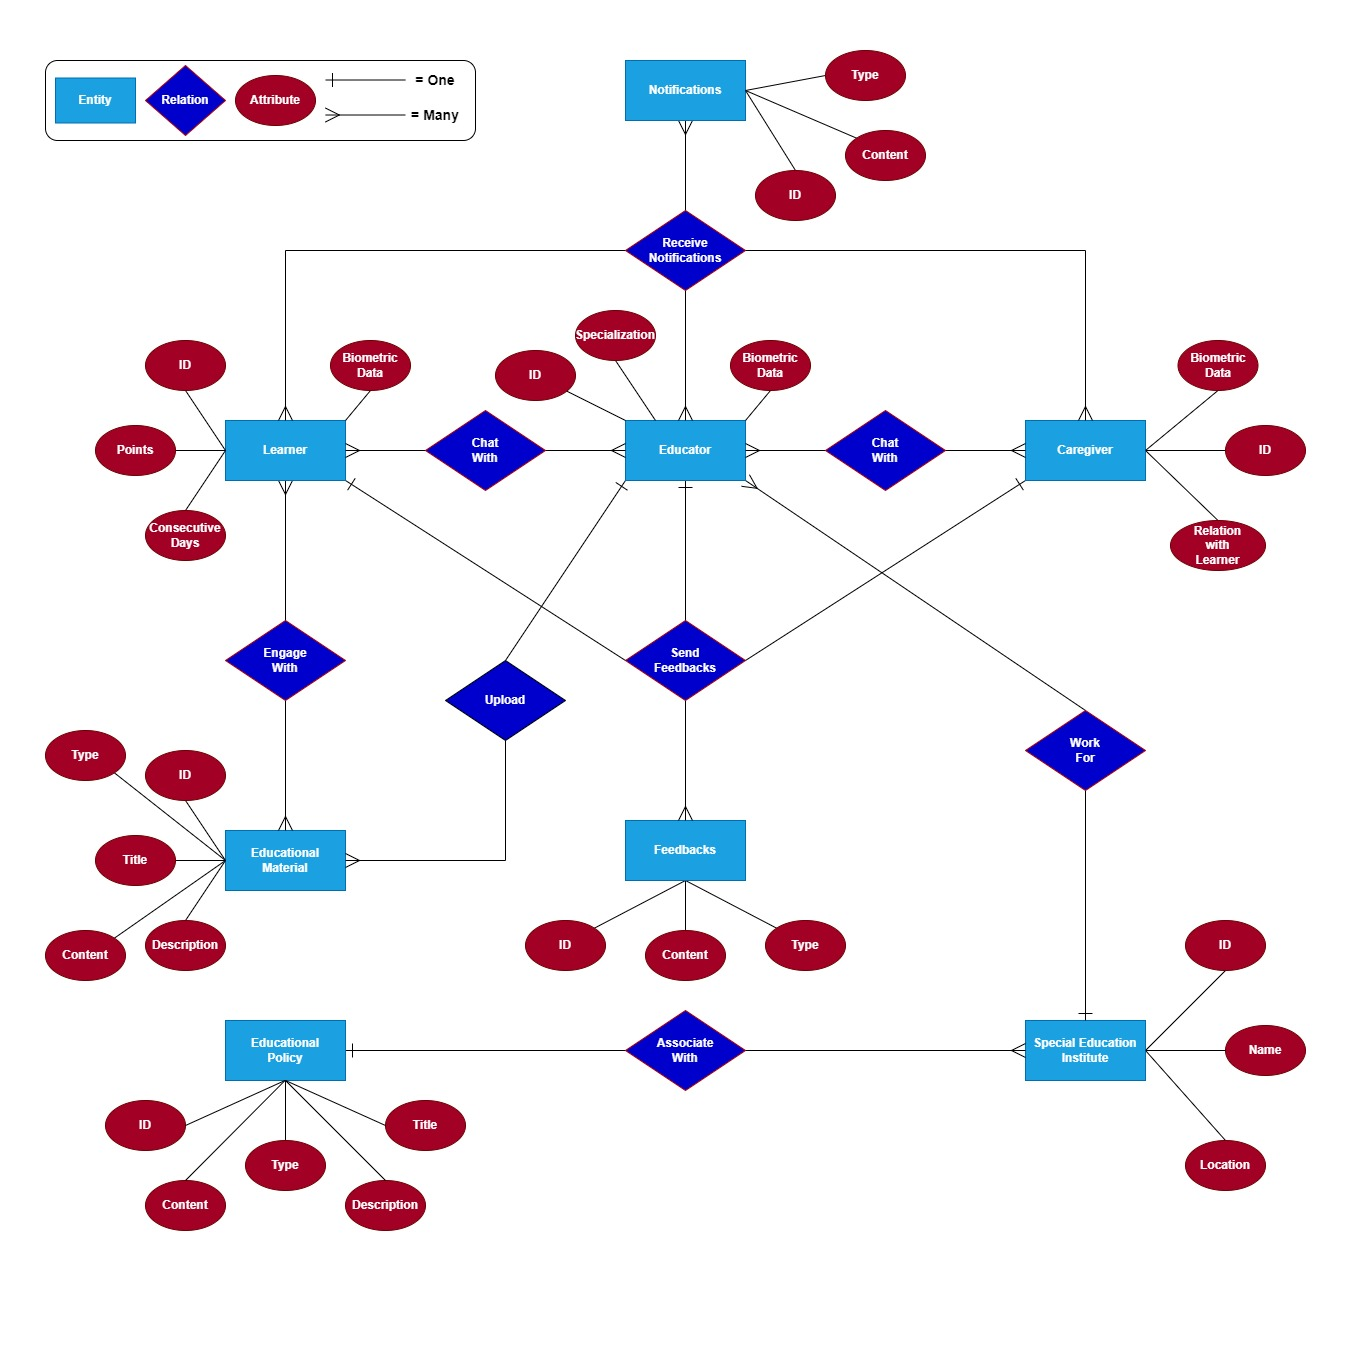 Entity
Relation
Attribute
= One
= Many
Notifications
Type
Content
ID
Receive
Notifications
ID
Points
Consecutive
Days
Biometric
Data
Learner
Chat
With
ID
Specialization
Biometric
Data
Educator
Chat
With
Caregiver
Biometric
Data
ID
Relation
with
Learner
Engage
With
Upload
Send
Feedbacks
Work
For
Type
ID
Title
Content
Description
Educational
Material
Feedbacks
ID
Content
Type
Educational
Policy
Associate
With
Special Education
Institute
ID
Name
Location
ID
Content
Type
Description
Title